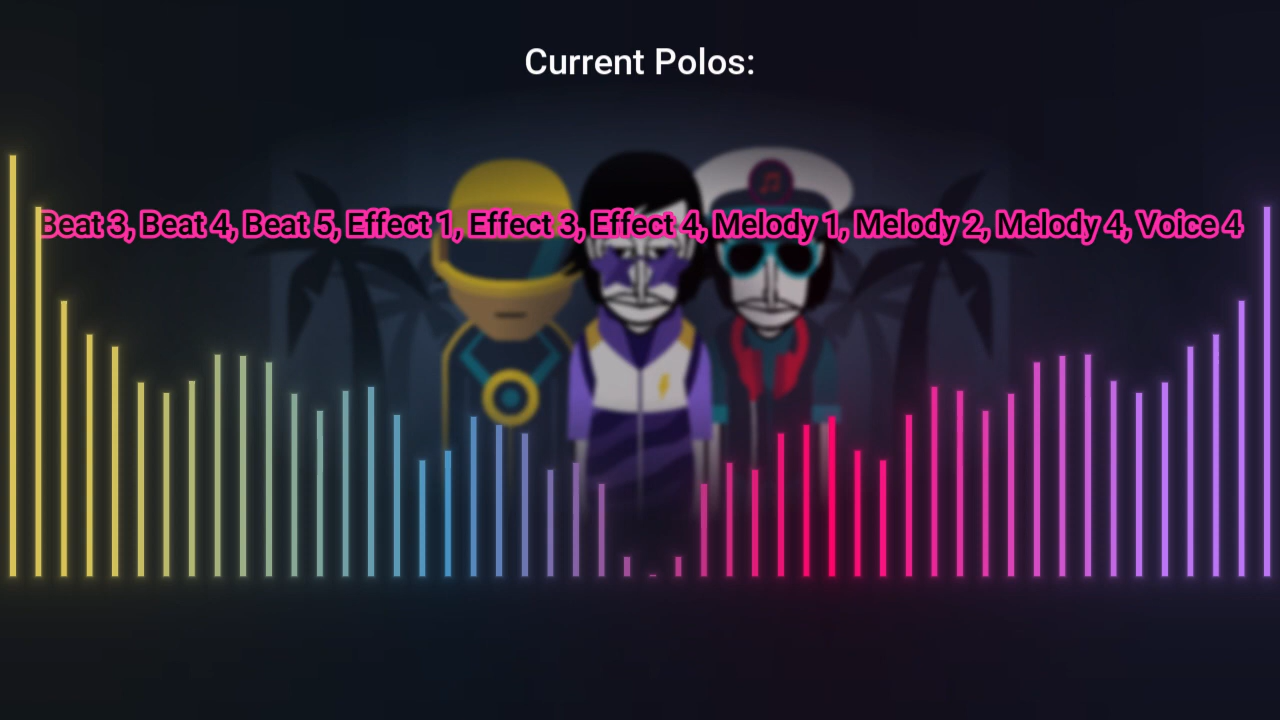 Current Polos:
Beat 3, Beat 4, Beat 5, Effect 1, Effect 3, Effect 4, Melody 1, Melody 2, Melody 4, Voice 4